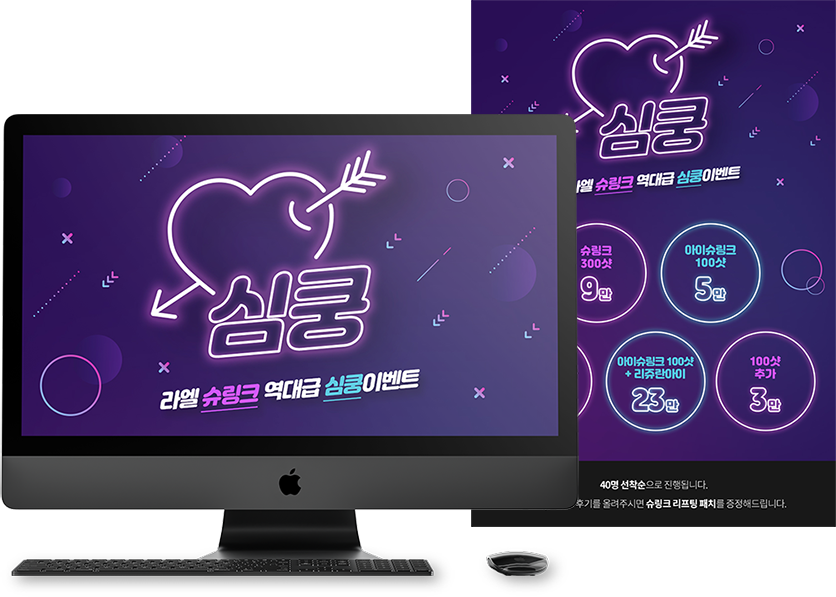 심쿵
라엘 슈링크 역대급 심쿵이벤트
심쿵
슈링크 역대급 심쿵이벤트
슈링크
300샷
9만
아이슈링크
100샷
5만
아이슈링크 100샷
+ 리쥬란아이
23만
100샷
추가
3만
40명 선착순으로 진행됩니다.
후기를 올려주시면 슈링크 리프팅 패치를 증정해드립니다.